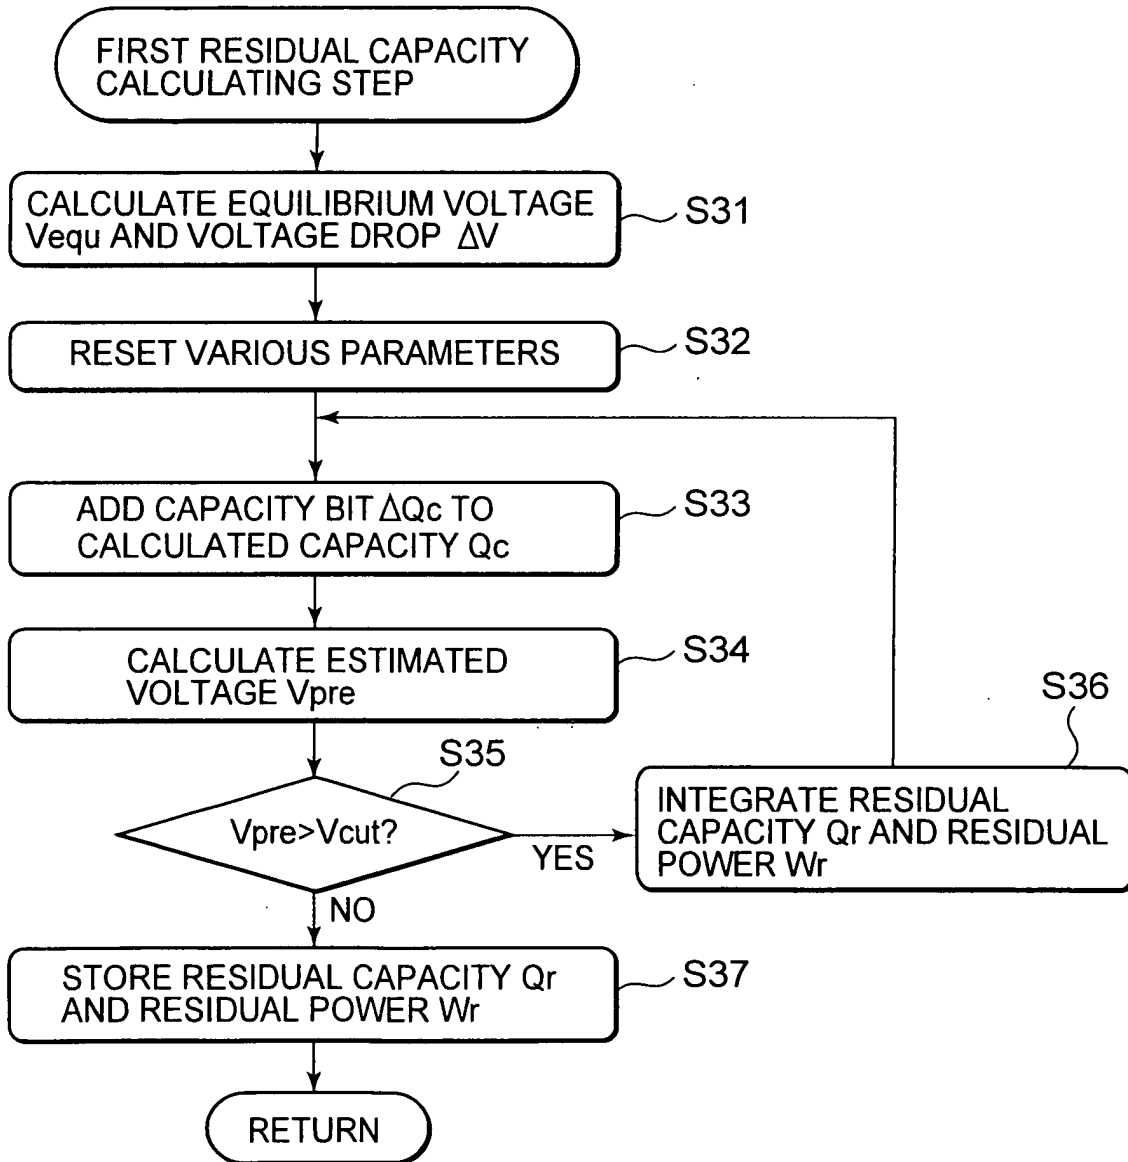 FIRST RESIDUAL CAPACITY
CALCULATING STEP
CALCULATE EQUILIBRIUM VOLTAGE
Vequ AND VOLTAGE DROP ΔV
S31
RESET VARIOUS PARAMETERS
S32
ADD CAPACITY BIT ΔQc TO
CALCULATED CAPACITY Qc
S33
CALCULATE ESTIMATED
VOLTAGE Vpre
S34
S35
Vpre>Vcut?
YES
NO
S36
INTEGRATE RESIDUAL
CAPACITY Qr AND RESIDUAL
POWER Wr
STORE RESIDUAL CAPACITY Qr
AND RESIDUAL POWER Wr
S37
RETURN